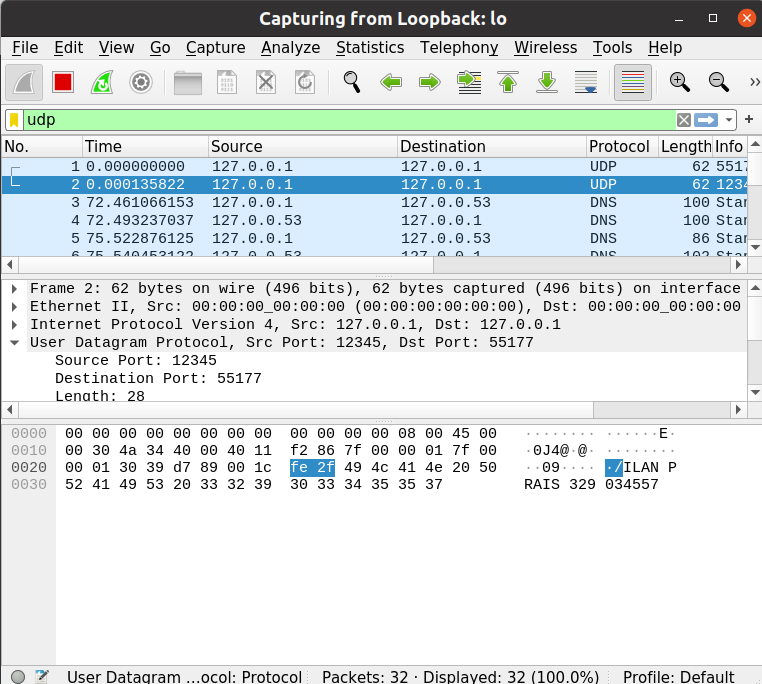 Capturing from Loopback: lo
File Edit View Go Capture Analyze Statistics Telephony Wireless Tools Help
udp
No. Time Source Destination Protocol Length Info
1 0.000000000 127.0.0.1 127.0.0.1 UDP 62 5517
2 0.000135822 127.0.0.1 127.0.0.1 UDP 62 1234
3 72.461066153 127.0.0.1 127.0.0.53 DNS 100 Star
4 72.493237037 127.0.0.53 127.0.0.1 DNS 100 Star
5 75.522876125 127.0.0.1 127.0.0.53 DNS 86 Star
6 75.540453122 127.0.0.53 127.0.0.1 DNS 102 Star
Frame 2: 62 bytes on wire (496 bits), 62 bytes captured (496 bits) on interface
Ethernet II, Src: 00:00:00_00:00:00 (00:00:00:00:00:00), Dst: 00:00:00_00:00:00
Internet Protocol Version 4, Src: 127.0.0.1, Dst: 127.0.0.1
User Datagram Protocol, Src Port: 12345, Dst Port: 55177
Source Port: 12345
Destination Port: 55177
Length: 28
0000 00 00 00 00 00 00 00 00 00 00 00 00 08 00 45 00 ········ ······E·
0010 00 30 4a 34 40 00 40 11 f2 86 7f 00 00 01 7f 00 ·0J4@·@· ········
0020 00 01 30 39 d7 89 00 1c fe 2f 49 4c 41 4e 20 50 ··09···· ·/ILAN P
0030 52 41 49 53 20 33 32 39 30 33 34 35 35 37 RAIS 329 034557
User Datagram ...ocol: Protocol Packets: 32 · Displayed: 32 (100.0%) Profile: Default